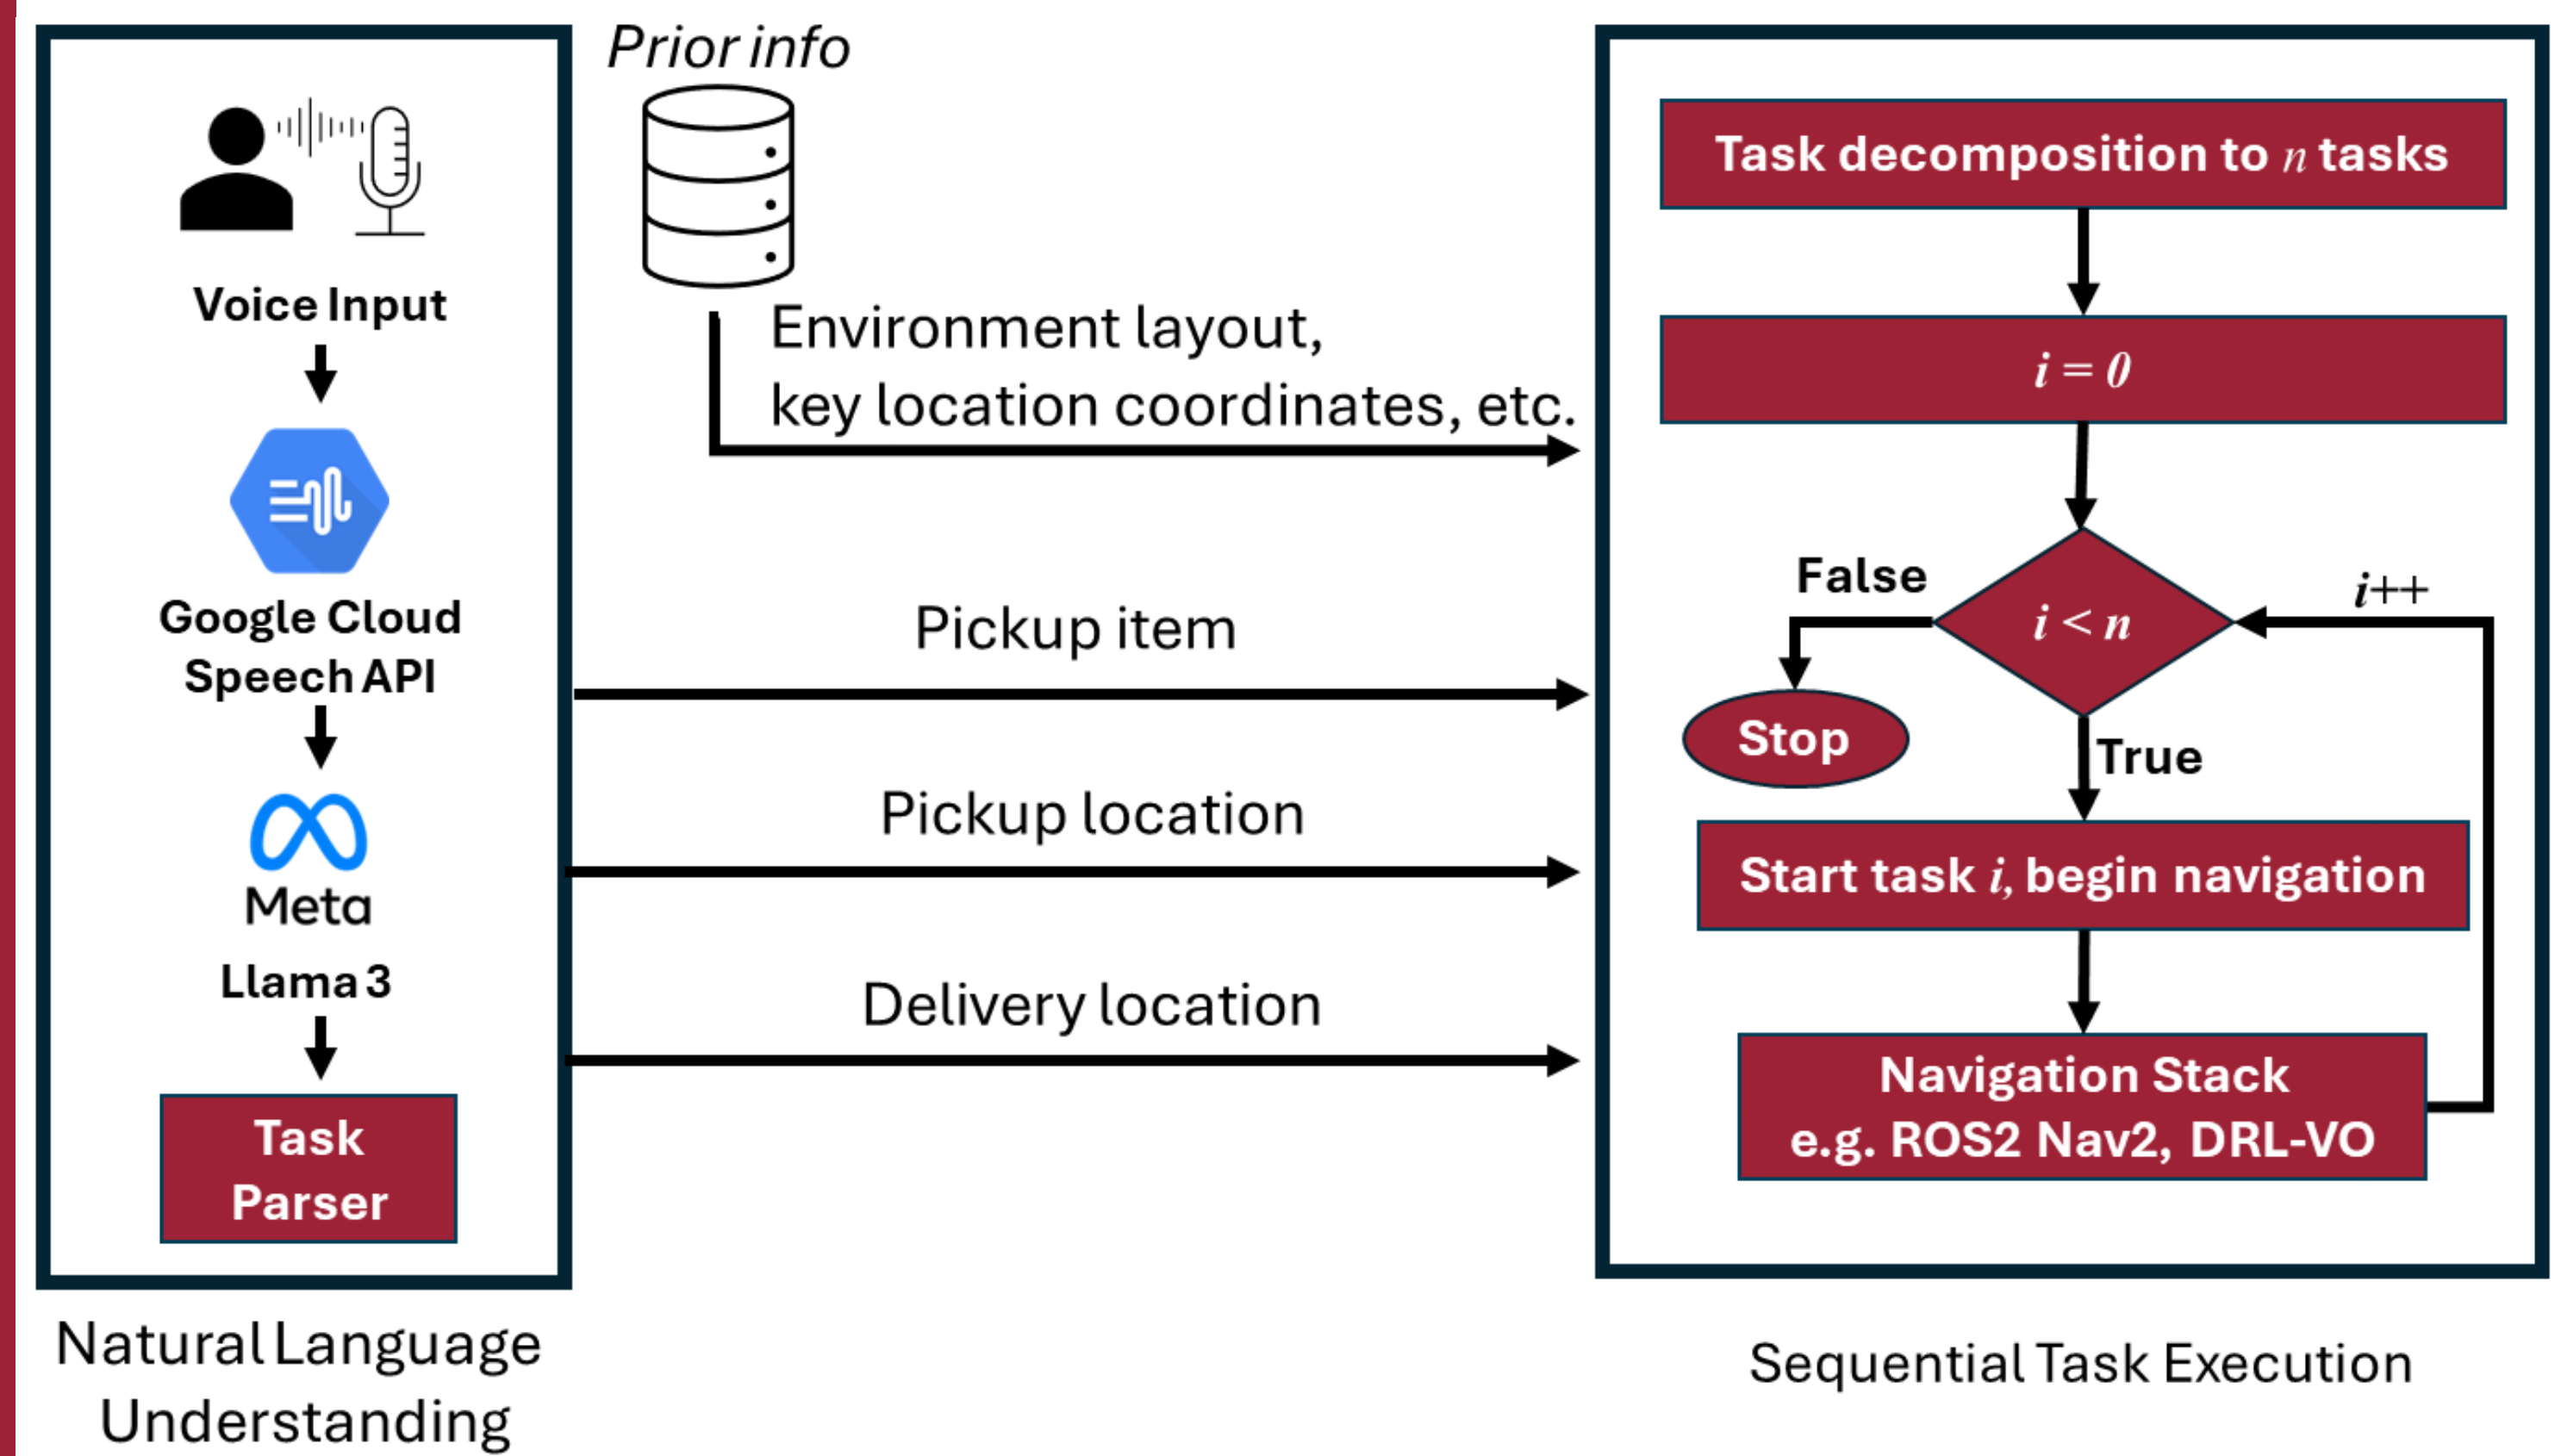 Voice Input
Google Cloud
Speech API
Meta
Llama 3
Task
Parser
Natural Language
Understanding
Prior info
Environment layout,
key location coordinates, etc.
Pickup item
Pickup location
Delivery location
Task decomposition to n tasks
i = 0
i < n
False
i++
Stop
True
Start task i, begin navigation
Navigation Stack
e.g. ROS2 Nav2, DRL-VO
Sequential Task Execution